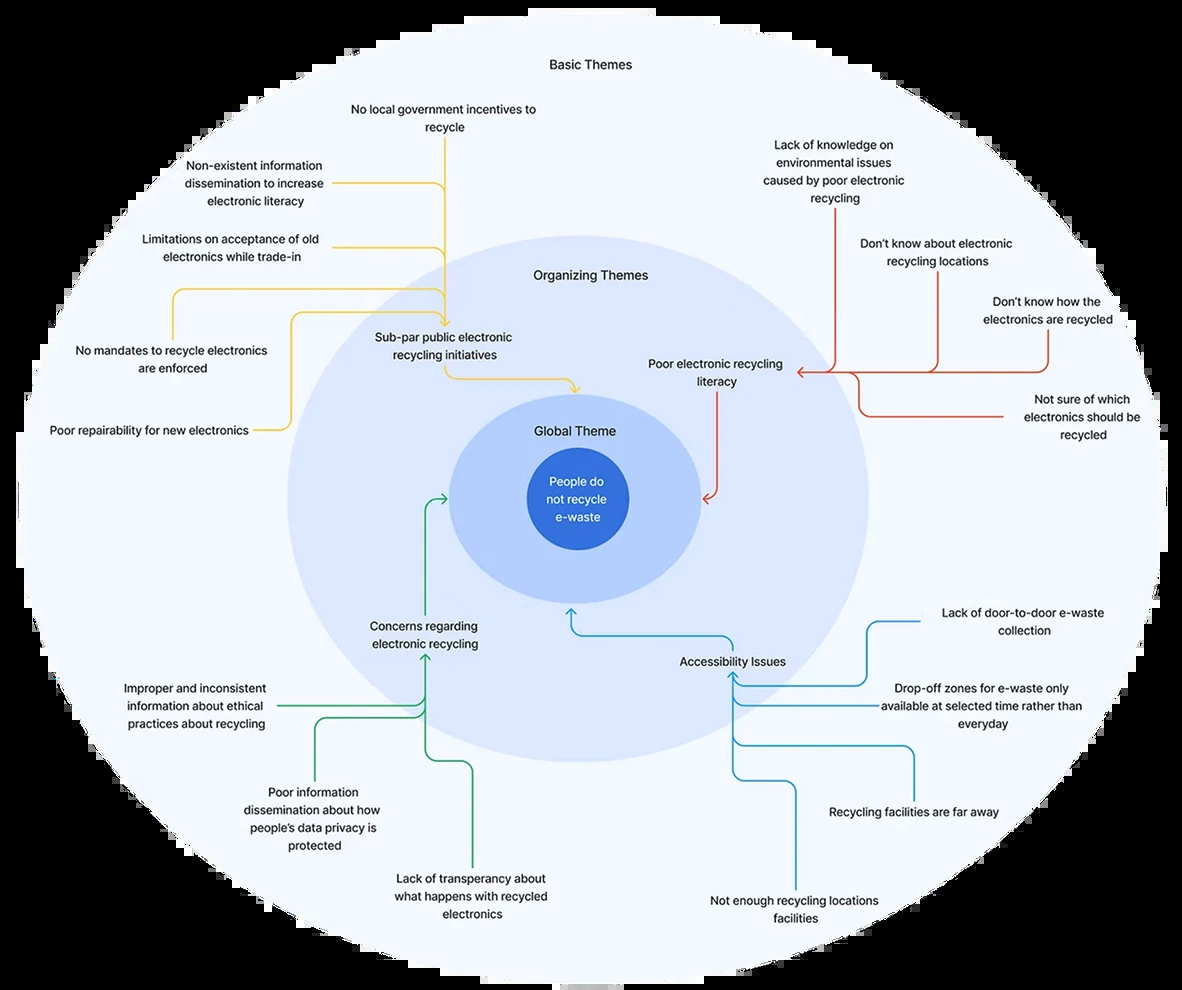 Basic Themes
No local government incentives to
recycle
Non-existent information
dissemination to increase
electronic literacy
Limitations on acceptance of old
electronics while trade-in
No mandates to recycle electronics
are enforced
Poor repairability for new electronics
Lack of knowledge on
environmental issues
caused by poor electronic
recycling
Don't know about electronic
recycling locations
Don't know how the
electronics are recycled
Not sure of which
electronics should be
recycled
Organizing Themes
Sub-par public electronic
recycling initiatives
Poor electronic recycling
literacy
Global Theme
People do
not recycle
e-waste
Concerns regarding
electronic recycling
Accessibility Issues
Improper and inconsistent
information about ethical
practices about recycling
Poor information
dissemination about how
people's data privacy is
protected
Lack of transperancy about
what happens with recycled
electronics
Lack of door-to-door e-waste
collection
Drop-off zones for e-waste only
available at selected time rather than
everyday
Recycling facilities are far away
Not enough recycling locations
facilities